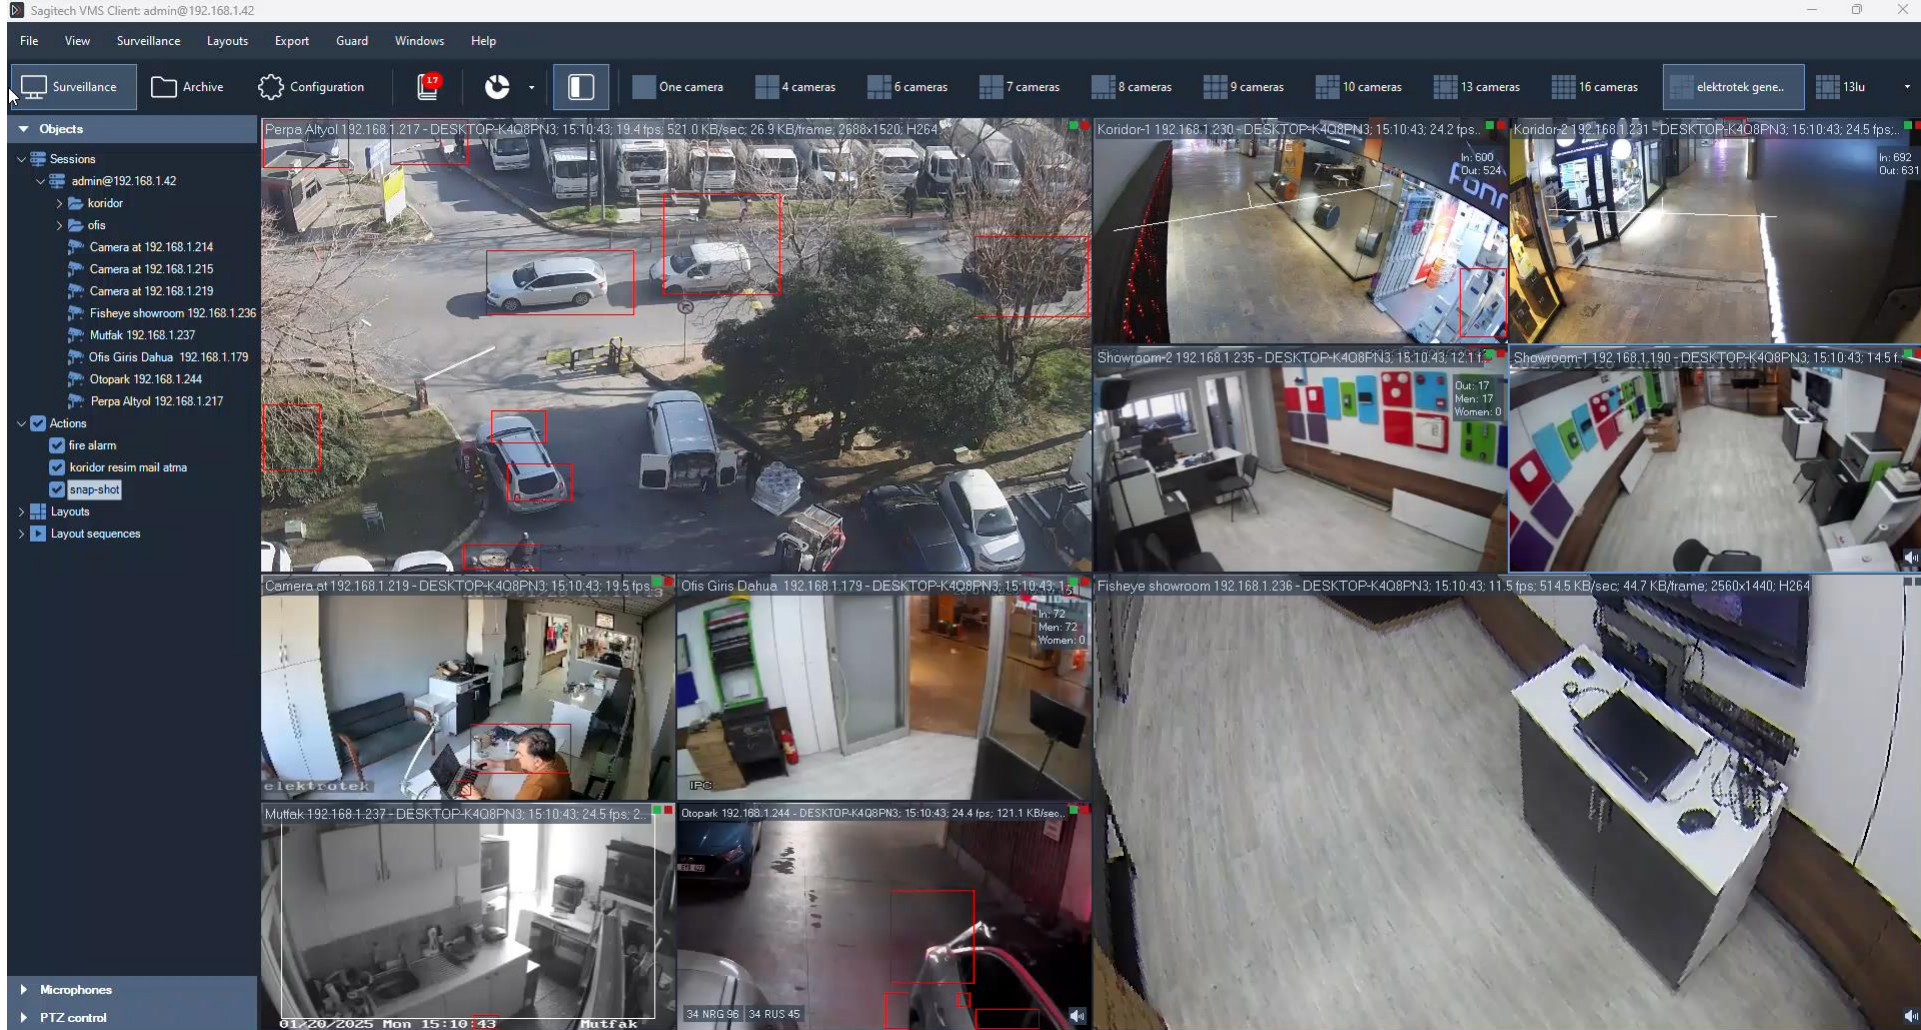 Sagitech VMS Client: admin@192.168.1.42
File View Surveillance Layouts Export Guard Windows Help
Surveillance Archive Configuration 17 One camera 4 cameras 6 cameras 7 cameras 8 cameras 9 cameras 10 cameras 13 cameras 16 cameras elektrotek gene.. 13lu
Objects
Sessions
admin@192.168.1.42
koridor
ofis
Camera at 192.168.1.214
Camera at 192.168.1.215
Camera at 192.168.1.219
Fisheye showroom 192.168.1.236
Mutfak 192.168.1.237
Ofis Giris Dahua 192.168.1.179
Otopark 192.168.1.244
Perpa Altyol 192.168.1.217
Actions
fire alarm
koridor resim mail atma
snap-shot
Layouts
Layout sequences
Microphones
PTZ control
Perpa Altyol 192.168.1.217 - DESKTOP-K4O8PN3; 15:10:43; 19.4 fps; 521.0 KB/sec; 26.9 KB/frame; 2688x1520; H264
Koridor-1 192.168.1.230 - DESKTOP-K4O8PN3; 15:10:43; 24.2 fps..
In: 600
Out: 524
Fonn
Koridor-2 192.168.1.231 - DESKTOP-K4O8PN3; 15:10:43; 24.5 fps;..
In: 692
Out: 631
Showroom-2 192.168.1.235 - DESKTOP-K4O8PN3; 15:10:43; 12.1 f..
Out: 17
Men: 17
Women: 0
Showroom-1 192.168.1.190 - DESKTOP-K4O8PN3; 15:10:43; 14.5 f..
Camera at 192.168.1.219 - DESKTOP-K4O8PN3; 15:10:43; 19.5 fps..
elektrotek
Ofis Giris Dahua 192.168.1.179 - DESKTOP-K4O8PN3; 15:10:43; 1..
In: 72
Men: 72
Women: 0
IPC
Fisheye showroom 192.168.1.236 - DESKTOP-K4O8PN3; 15:10:43; 11.5 fps; 514.5 KB/sec; 44.7 KB/frame; 2560x1440; H264
Mutfak 192.168.1.237 - DESKTOP-K4O8PN3; 15:10:43; 24.5 fps; 2..
01/20/2025 Mon 15:10:43 Mutfak
Otopark 192.168.1.244 - DESKTOP-K4O8PN3; 15:10:43; 24.4 fps; 121.1 KB/sec..
34 NRG 96 34 RUS 45